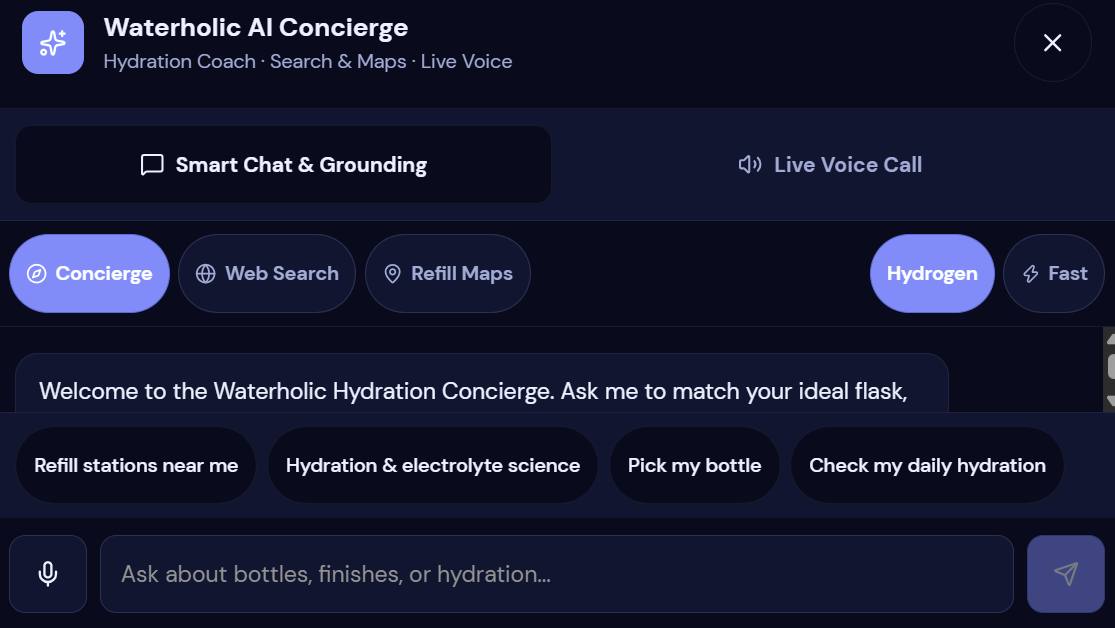 Waterholic AI Concierge
Hydration Coach · Search & Maps · Live Voice
Smart Chat & Grounding
Live Voice Call
Concierge
Web Search
Refill Maps
Hydrogen
Fast
Welcome to the Waterholic Hydration Concierge. Ask me to match your ideal flask,
Refill stations near me
Hydration & electrolyte science
Pick my bottle
Check my daily hydration
Ask about bottles, finishes, or hydration...